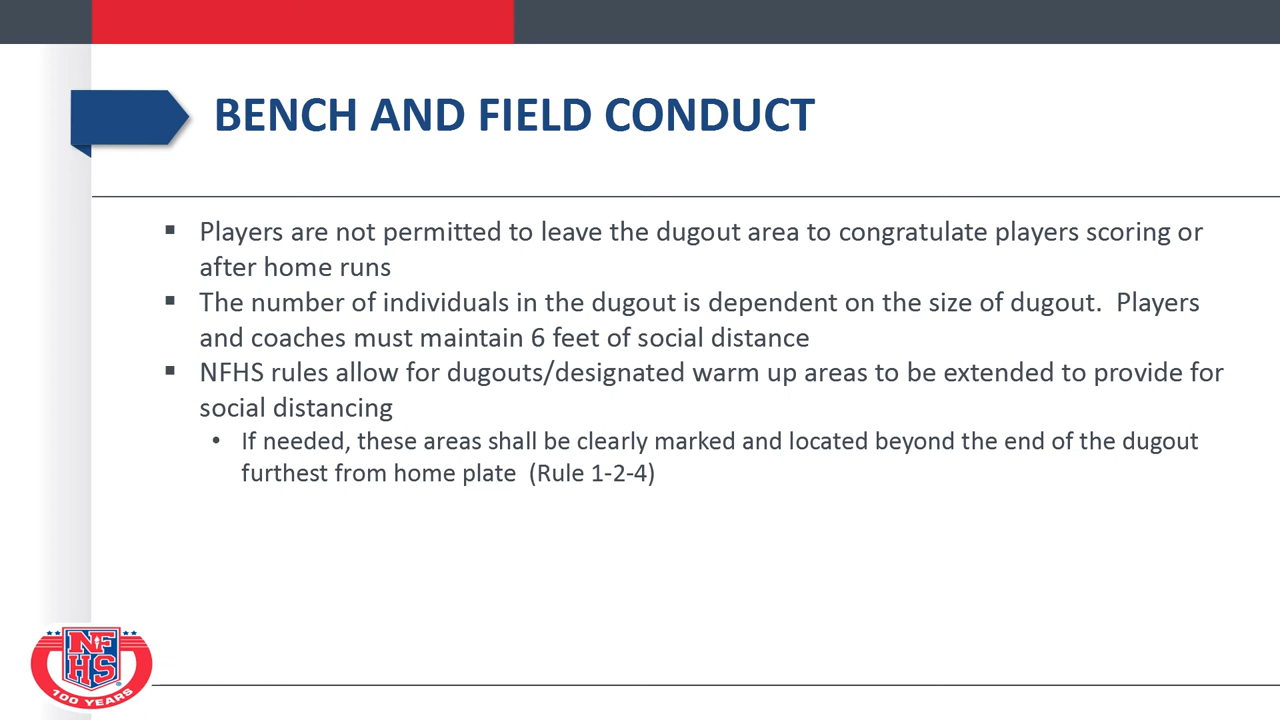 BENCH AND FIELD CONDUCT
▪ Players are not permitted to leave the dugout area to congratulate players scoring or
after home runs
▪ The number of individuals in the dugout is dependent on the size of dugout.  Players
and coaches must maintain 6 feet of social distance
▪ NFHS rules allow for dugouts/designated warm up areas to be extended to provide for
social distancing
• If needed, these areas shall be clearly marked and located beyond the end of the dugout
furthest from home plate  (Rule 1-2-4)
NF
HS
100 YEARS